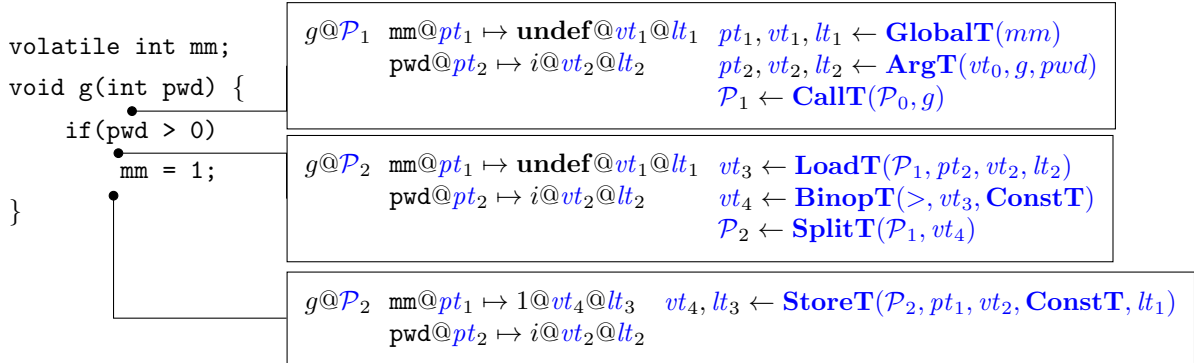 volatile int mm;
void g(int pwd) {
if(pwd > 0)
mm = 1;
}
g@𝒫₁ mm@pt₁ ↦ undef@vt₁@lt₁ pt₁, vt₁, lt₁ ← GlobalT(mm)
pwd@pt₂ ↦ i@vt₂@lt₂ pt₂, vt₂, lt₂ ← ArgT(vt₀, g, pwd)
𝒫₁ ← CallT(𝒫₀, g)
g@𝒫₂ mm@pt₁ ↦ undef@vt₁@lt₁ vt₃ ← LoadT(𝒫₁, pt₂, vt₂, lt₂)
pwd@pt₂ ↦ i@vt₂@lt₂ vt₄ ← BinopT(>, vt₃, ConstT)
𝒫₂ ← SplitT(𝒫₁, vt₄)
g@𝒫₂ mm@pt₁ ↦ 1@vt₄@lt₃ vt₄, lt₃ ← StoreT(𝒫₂, pt₁, vt₂, ConstT, lt₁)
pwd@pt₂ ↦ i@vt₂@lt₂